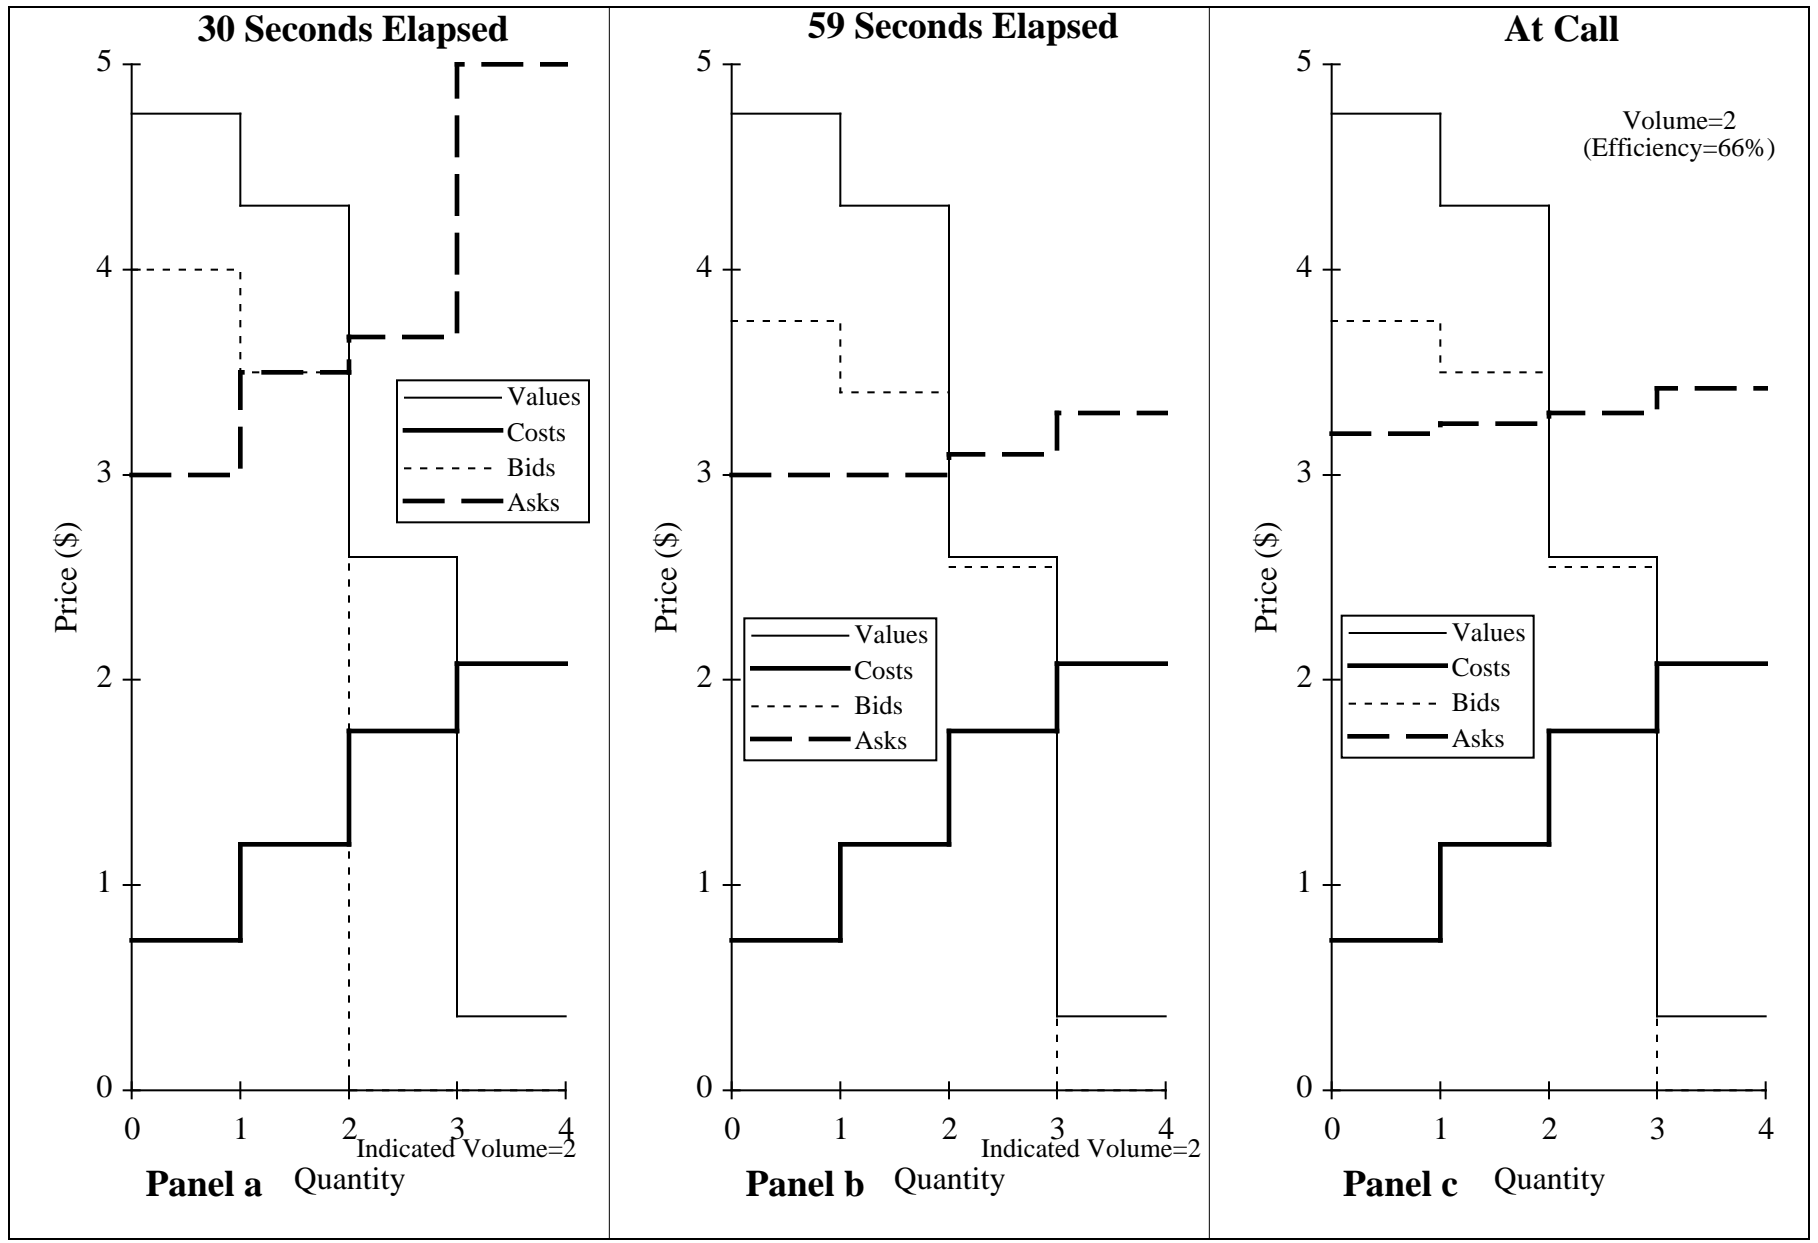 30 Seconds Elapsed
5
4
3
2
1
0
Price ($)
Values
Costs
Bids
Asks
0 1 2 3 4
Indicated Volume=2
Panel a Quantity
59 Seconds Elapsed
5
4
3
2
1
0
Price ($)
Values
Costs
Bids
Asks
0 1 2 3 4
Indicated Volume=2
Panel b Quantity
At Call
5
4
3
2
1
0
Volume=2
(Efficiency=66%)
Price ($)
Values
Costs
Bids
Asks
0 1 2 3 4
Panel c Quantity